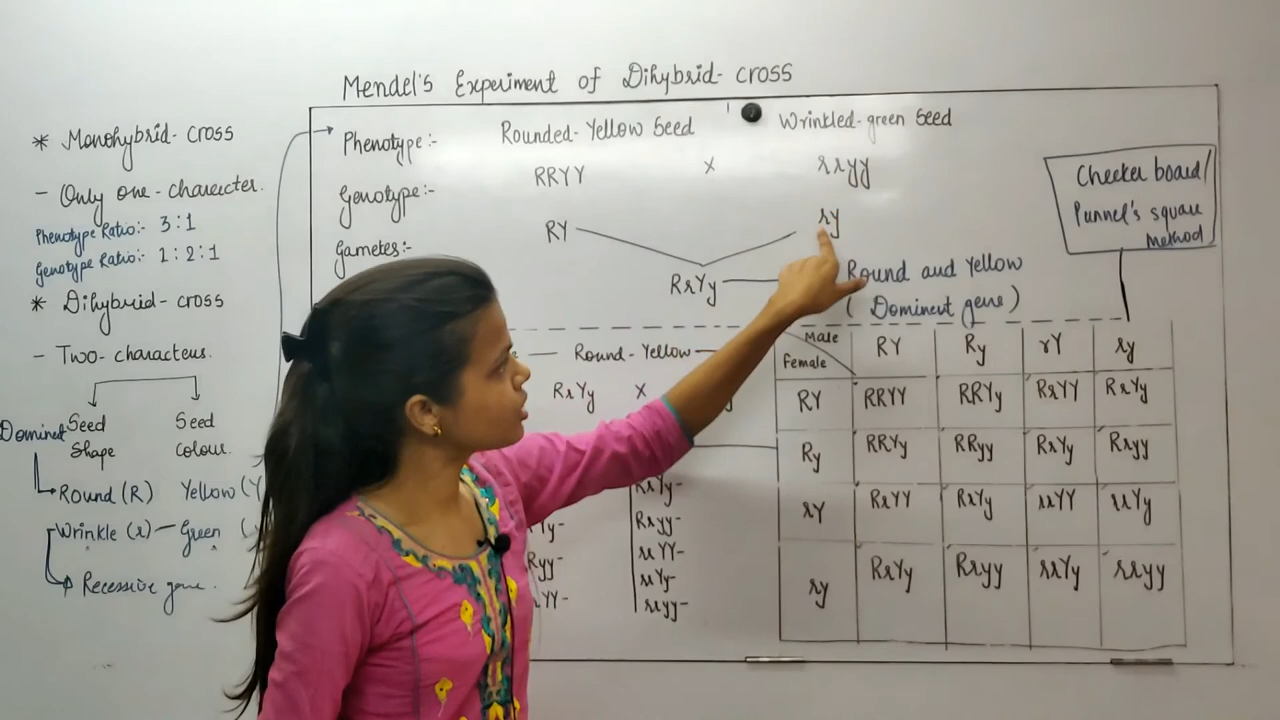 Mendel's Experiment of Dihybrid-cross
* Monohybrid-cross
- Only one-character.
Phenotype Ratio:- 3:1
Genotype Ratio:- 1:2:1
* Dihybrid-cross
- Two-characters.
Dominent
Seed Shape
Seed colour.
Round (R) Yellow (Y
Wrinkle (r) - Green (
Recessive gene.
Phenotype:- Rounded-Yellow Seed Wrinkled-green Seed
Genotype:- RRYY x rryy
Gametes:- RY ry
RrYy Round and Yellow
( Dominent gene )
Checker board/
Punnel's square
Method
Round-Yellow
RrYy X
RrYy-
Rryy-
rrYY-
rrYy-
rryy-
Male
Female
RY Ry rY ry
RY RRYY RRYy RrYY RrYy
Ry RRYy RRyy RrYy Rryy
rY RrYY RrYy rrYY rrYy
ry RrYy Rryy rrYy rryy